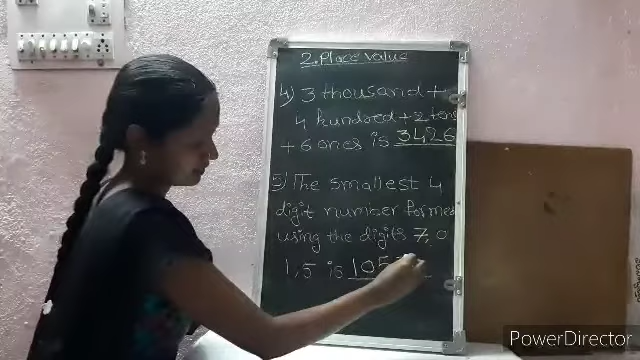 2. Place value
4) 3 thousand +
4 hundred + 2 tens
+ 6 ones is 3426
5) The smallest 4
digit number formed
using the digits 7, 0
1, 5 is 105
PowerDirector